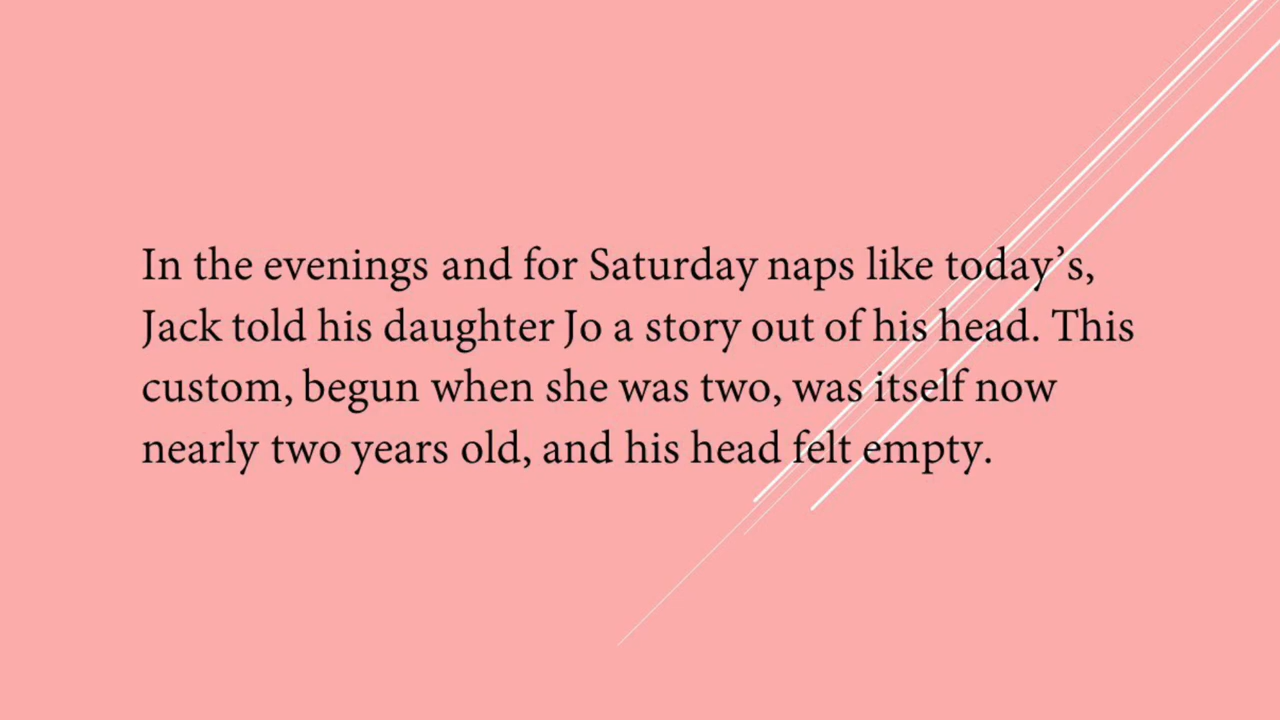 In the evenings and for Saturday naps like today’s,
Jack told his daughter Jo a story out of his head. This
custom, begun when she was two, was itself now
nearly two years old, and his head felt empty.